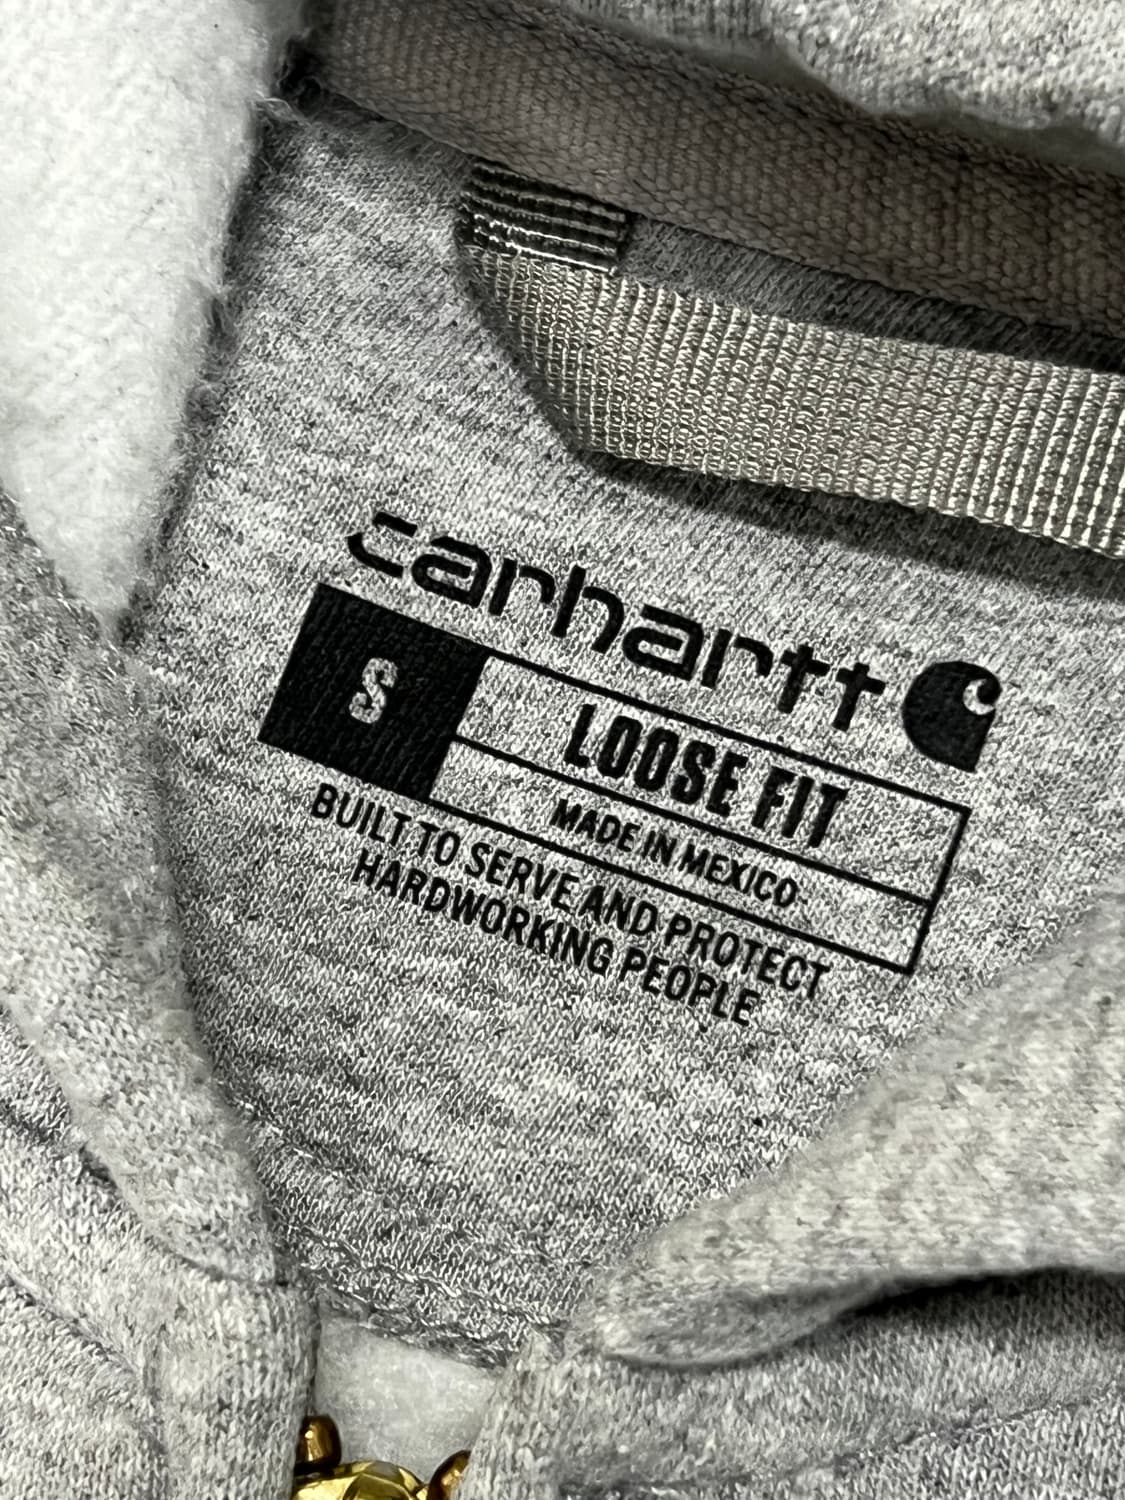 carhartt
S
LOOSE FIT
MADE IN MEXICO
BUILT TO SERVE AND PROTECT
HARDWORKING PEOPLE